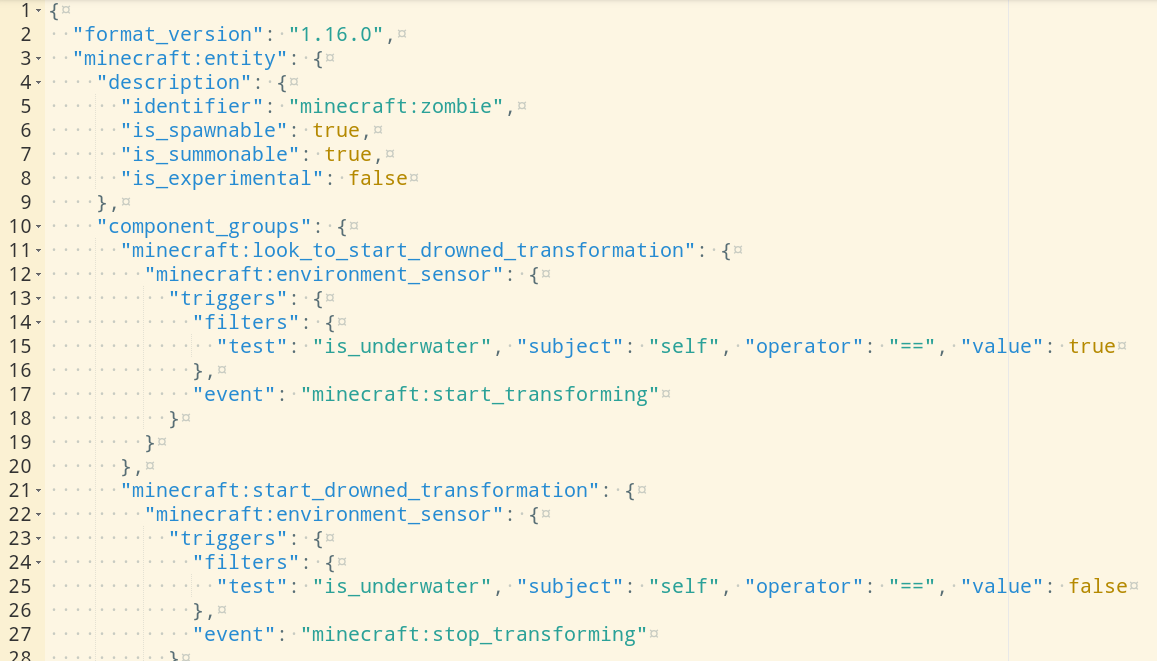 1 {
2 "format_version": "1.16.0",
3 "minecraft:entity": {
4 "description": {
5 "identifier": "minecraft:zombie",
6 "is_spawnable": true,
7 "is_summonable": true,
8 "is_experimental": false
9 },
10 "component_groups": {
11 "minecraft:look_to_start_drowned_transformation": {
12 "minecraft:environment_sensor": {
13 "triggers": {
14 "filters": {
15 "test": "is_underwater", "subject": "self", "operator": "==", "value": true
16 },
17 "event": "minecraft:start_transforming"
18 }
19 }
20 },
21 "minecraft:start_drowned_transformation": {
22 "minecraft:environment_sensor": {
23 "triggers": {
24 "filters": {
25 "test": "is_underwater", "subject": "self", "operator": "==", "value": false
26 },
27 "event": "minecraft:stop_transforming"
28 }